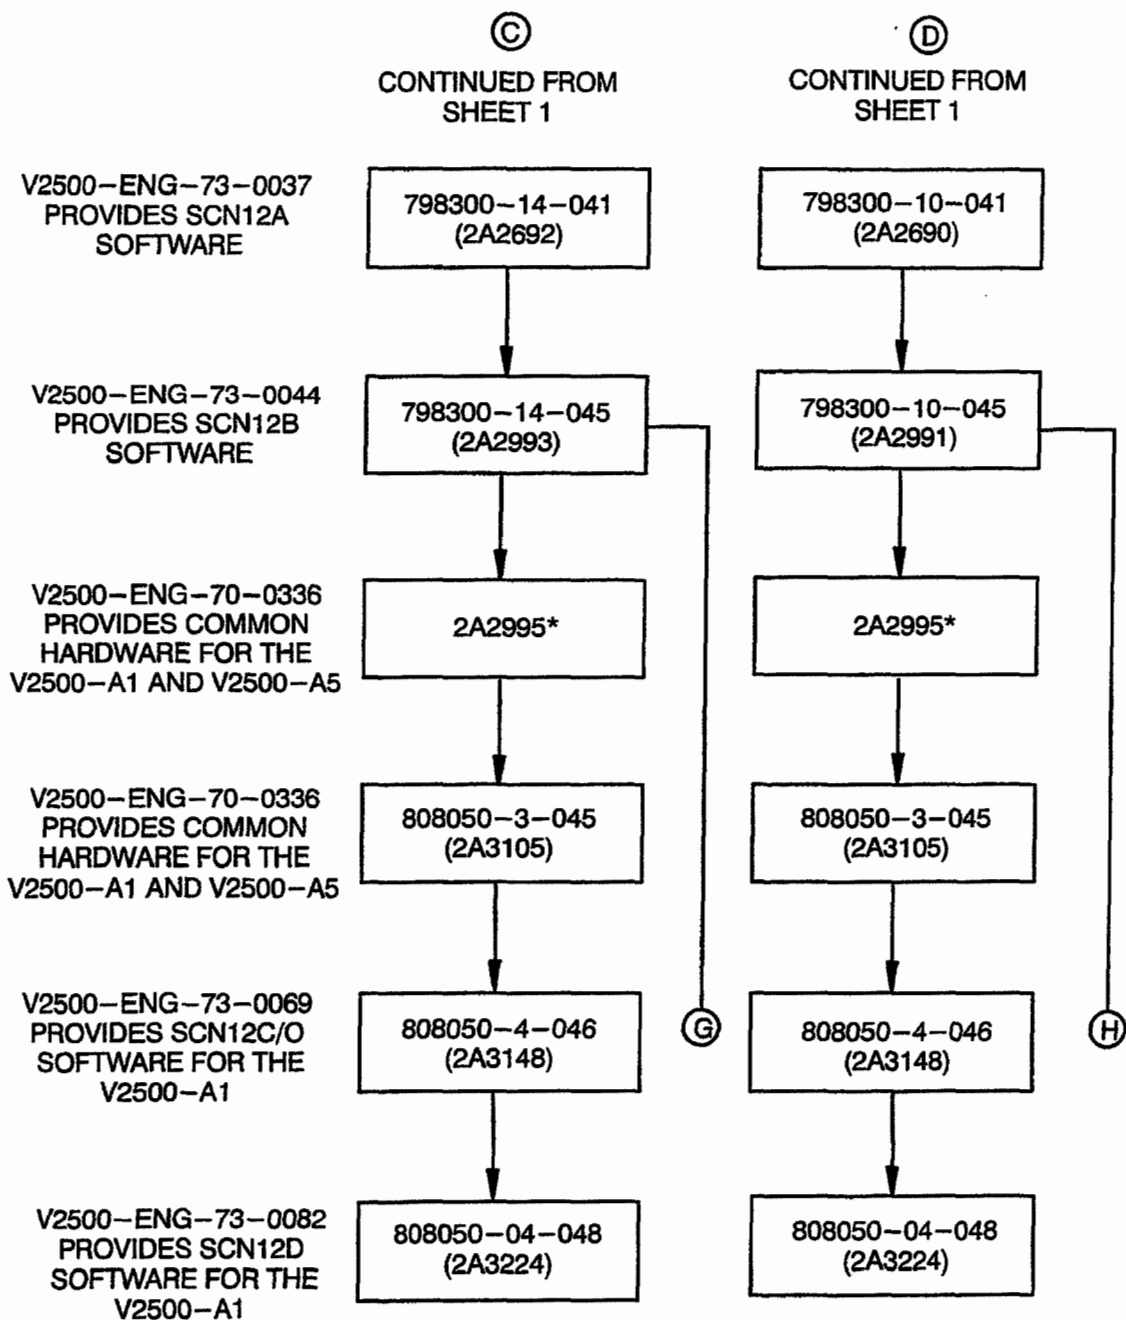 C
CONTINUED FROM
SHEET 1
D
CONTINUED FROM
SHEET 1
V2500-ENG-73-0037
PROVIDES SCN12A
SOFTWARE
798300-14-041
(2A2692)
798300-10-041
(2A2690)
V2500-ENG-73-0044
PROVIDES SCN12B
SOFTWARE
798300-14-045
(2A2993)
798300-10-045
(2A2991)
V2500-ENG-70-0336
PROVIDES COMMON
HARDWARE FOR THE
V2500-A1 AND V2500-A5
2A2995*
2A2995*
V2500-ENG-70-0336
PROVIDES COMMON
HARDWARE FOR THE
V2500-A1 AND V2500-A5
808050-3-045
(2A3105)
808050-3-045
(2A3105)
V2500-ENG-73-0069
PROVIDES SCN12C/O
SOFTWARE FOR THE
V2500-A1
808050-4-046
(2A3148)
G
808050-4-046
(2A3148)
H
V2500-ENG-73-0082
PROVIDES SCN12D
SOFTWARE FOR THE
V2500-A1
808050-04-048
(2A3224)
808050-04-048
(2A3224)